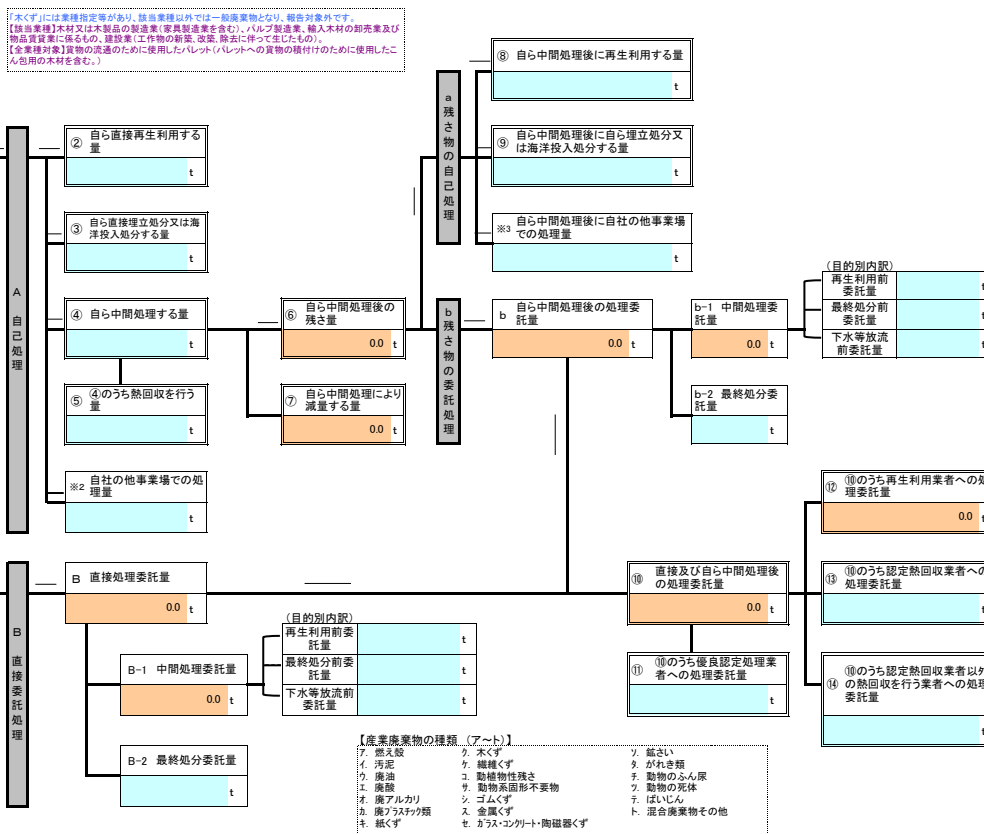 「木くず」には業種指定等があり、該当業種以外では一般廃棄物となり、報告対象外です。
【該当業種】木材又は木製品の製造業（家具製造業を含む）、パルプ製造業、輸入木材の卸売業及び
物品賃貸業に係るもの、建設業（工作物の新築、改築、除去に伴って生じたもの）。
【全業種対象】貨物の流通のために使用したパレット（パレットへの貨物の積付けのために使用したこ
ん包用の木材を含む。）
⑧ 自ら中間処理後に再生利用する量
t
a 残さ物の自己処理
② 自ら直接再生利用する
量
t
⑨ 自ら中間処理後に自ら埋立処分又
は海洋投入処分する量
t
③ 自ら直接埋立処分又は海
洋投入処分する量
t
※3 自ら中間処理後に自社の他事業場
での処理量
t
A 自己処理
④ 自ら中間処理する量
t
⑥ 自ら中間処理後の
残さ量
0.0 t
b 残さ物の委託処理
b 自ら中間処理後の処理委
託量
0.0 t
b-1 中間処理委
託量
0.0 t
（目的別内訳）
再生利用前
委託量
t
最終処分前
委託量
t
下水等放流
前委託量
t
⑤ ④のうち熱回収を行う
量
t
⑦ 自ら中間処理により
減量する量
0.0 t
b-2 最終処分委
託量
t
※2 自社の他事業場での処
理量
t
⑫ ⑩のうち再生利用業者への処
理委託量
0.0 t
B 直接委託処理
B 直接処理委託量
0.0 t
⑩ 直接及び自ら中間処理後
の処理委託量
0.0 t
⑬ ⑩のうち認定熱回収業者への
処理委託量
t
（目的別内訳）
再生利用前委
託量
t
最終処分前委
託量
t
下水等放流前
委託量
t
B-1 中間処理委託量
0.0 t
⑪ ⑩のうち優良認定処理業
者への処理委託量
t
⑭ ⑩のうち認定熱回収業者以外
の熱回収を行う業者への処理
委託量
t
B-2 最終処分委託量
t
【産業廃棄物の種類 （ア～ト）】
ア. 燃え殻 ク. 木くず ソ. 鉱さい
イ. 汚泥 ケ. 繊維くず タ. がれき類
ウ. 廃油 コ. 動植物性残さ チ. 動物のふん尿
エ. 廃酸 サ. 動物系固形不要物 ツ. 動物の死体
オ. 廃アルカリ シ. ゴムくず テ. ばいじん
カ. 廃プラスチック類 ス. 金属くず ト. 混合廃棄物その他
キ. 紙くず セ. ガラス・コンクリート・陶磁器くず